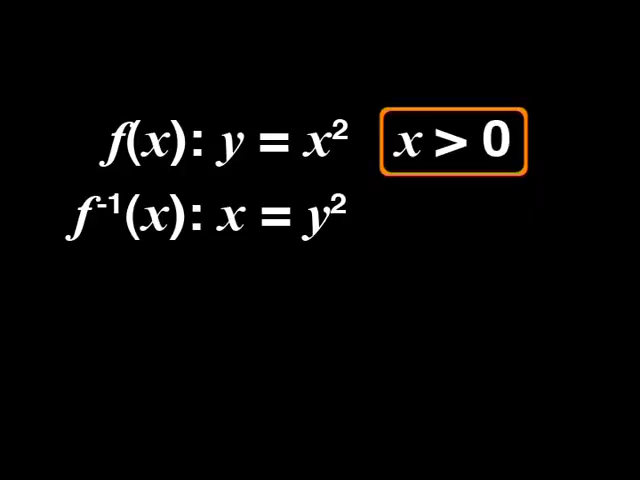 f(x): y = x² x > 0
f⁻¹(x): x = y²